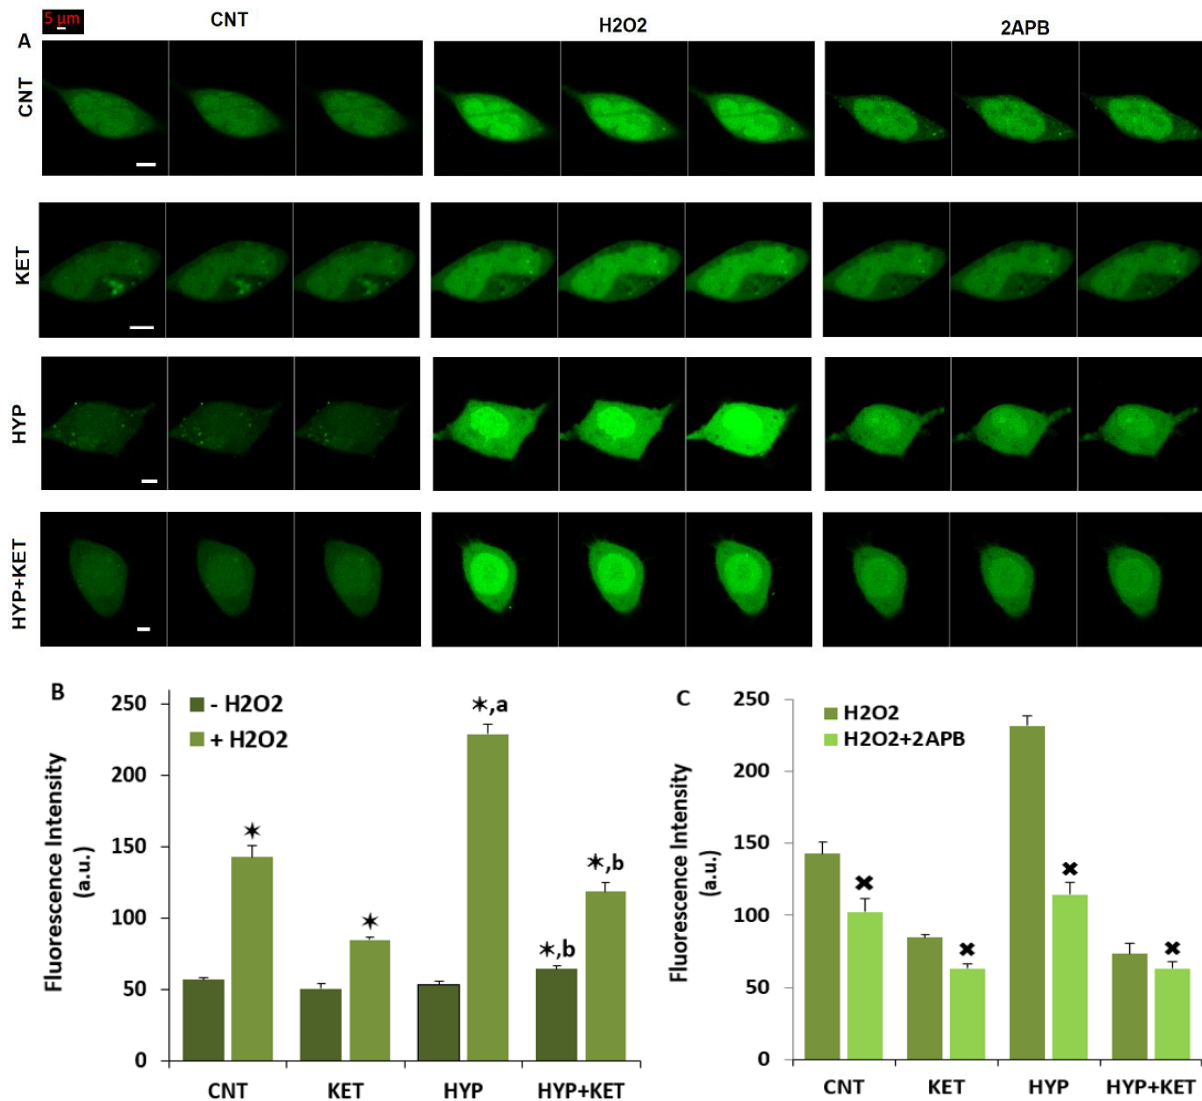 5 µm
CNT
H2O2
2APB
A
CNT
KET
HYP
HYP+KET
B
- H2O2
+ H2O2
Fluorescence Intensity
(a.u.)
250
200
150
100
50
0
✶
✶
✶,a
✶,b
✶,b
CNT
KET
HYP
HYP+KET
C
H2O2
H2O2+2APB
Fluorescence Intensity
(a.u.)
250
200
150
100
50
0
✖
✖
✖
✖
CNT
KET
HYP
HYP+KET